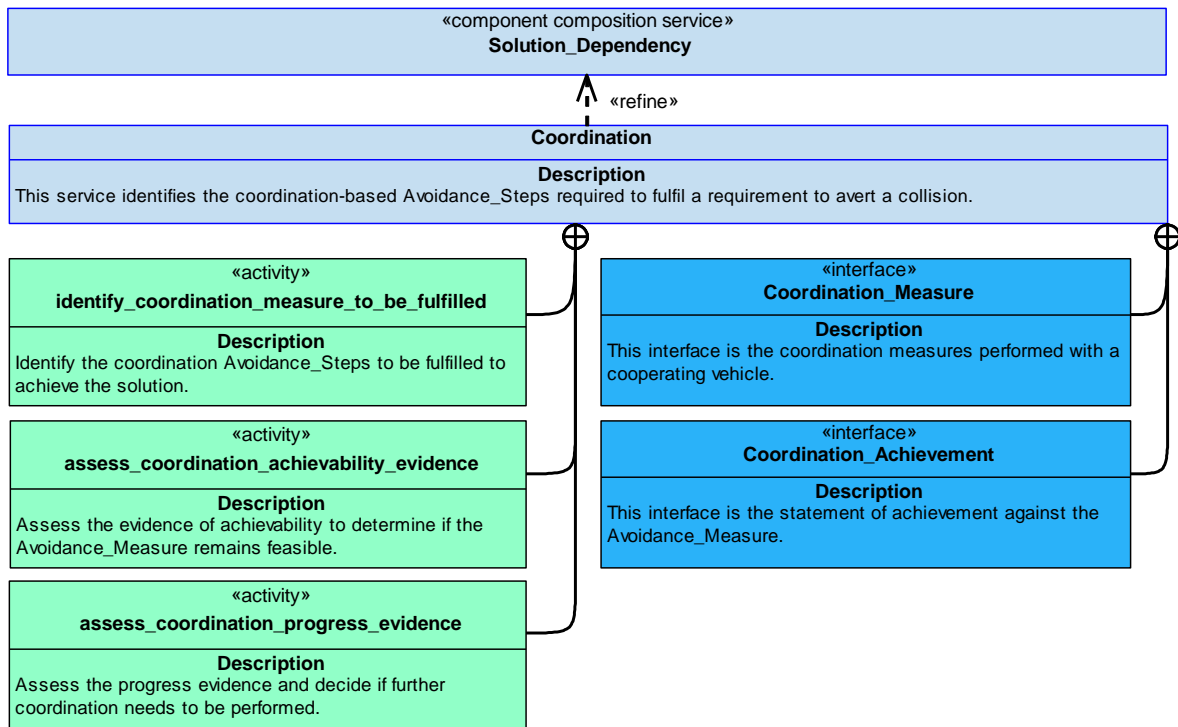 «component composition service»
Solution_Dependency
«refine»
Coordination
Description
This service identifies the coordination-based Avoidance_Steps required to fulfil a requirement to avert a collision.
«activity»
identify_coordination_measure_to_be_fulfilled
Description
Identify the coordination Avoidance_Steps to be fulfilled to
achieve the solution.
«interface»
Coordination_Measure
Description
This interface is the coordination measures performed with a
cooperating vehicle.
«activity»
assess_coordination_achievability_evidence
Description
Assess the evidence of achievability to determine if the
Avoidance_Measure remains feasible.
«interface»
Coordination_Achievement
Description
This interface is the statement of achievement against the
Avoidance_Measure.
«activity»
assess_coordination_progress_evidence
Description
Assess the progress evidence and decide if further
coordination needs to be performed.